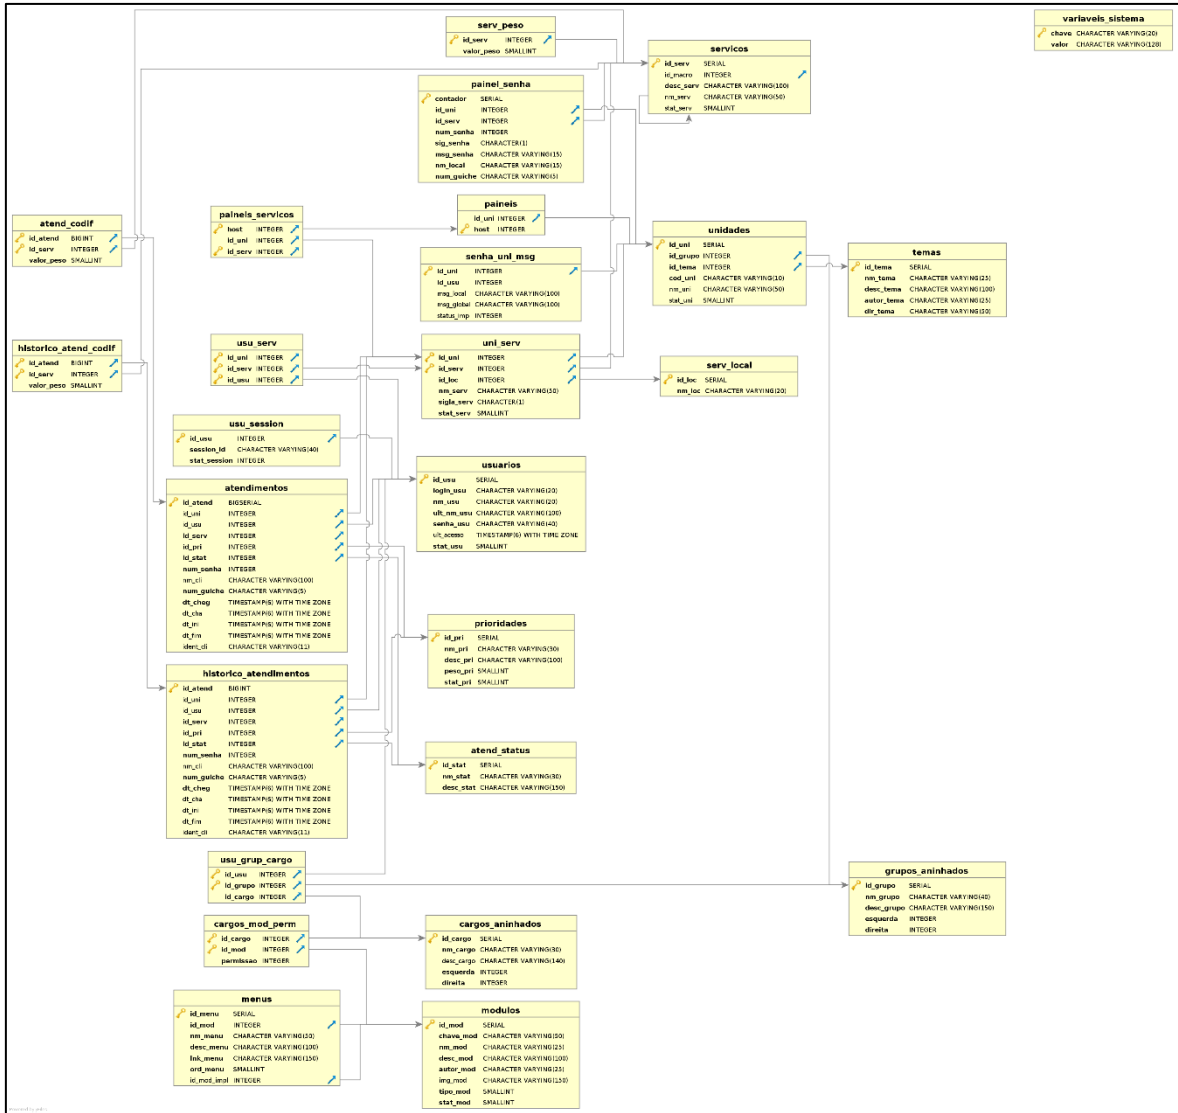 serv_peso
id_serv INTEGER
valor_peso SMALLINT
variaveis_sistema
chave CHARACTER VARYING(20)
valor CHARACTER VARYING(128)
servicos
id_serv SERIAL
id_macro INTEGER
desc_serv CHARACTER VARYING(100)
nm_serv CHARACTER VARYING(50)
stat_serv SMALLINT
painel_senha
contador SERIAL
id_uni INTEGER
id_serv INTEGER
num_senha INTEGER
sig_senha CHARACTER(1)
msg_senha CHARACTER VARYING(15)
nm_local CHARACTER VARYING(15)
num_guiche CHARACTER VARYING(5)
atend_codif
id_atend BIGINT
id_serv INTEGER
valor_peso SMALLINT
paineis_servicos
host INTEGER
id_uni INTEGER
id_serv INTEGER
paineis
id_uni INTEGER
host INTEGER
unidades
id_uni SERIAL
id_grupo INTEGER
id_tema INTEGER
cod_uni CHARACTER VARYING(10)
nm_uni CHARACTER VARYING(50)
stat_uni SMALLINT
temas
id_tema SERIAL
nm_tema CHARACTER VARYING(25)
desc_tema CHARACTER VARYING(100)
autor_tema CHARACTER VARYING(25)
dir_tema CHARACTER VARYING(30)
senha_uni_msg
id_uni INTEGER
id_usu INTEGER
msg_local CHARACTER VARYING(100)
msg_global CHARACTER VARYING(100)
status_imp INTEGER
historico_atend_codif
id_atend BIGINT
id_serv INTEGER
valor_peso SMALLINT
usu_serv
id_uni INTEGER
id_serv INTEGER
id_usu INTEGER
uni_serv
id_uni INTEGER
id_serv INTEGER
id_loc INTEGER
nm_serv CHARACTER VARYING(50)
sigla_serv CHARACTER(1)
stat_serv SMALLINT
serv_local
id_loc SERIAL
nm_loc CHARACTER VARYING(20)
usu_session
id_usu INTEGER
session_id CHARACTER VARYING(40)
stat_session INTEGER
usuarios
id_usu SERIAL
login_usu CHARACTER VARYING(20)
nm_usu CHARACTER VARYING(20)
ult_nm_usu CHARACTER VARYING(100)
senha_usu CHARACTER VARYING(40)
ult_acesso TIMESTAMP(6) WITH TIME ZONE
stat_usu SMALLINT
atendimentos
id_atend BIGSERIAL
id_uni INTEGER
id_usu INTEGER
id_serv INTEGER
id_pri INTEGER
id_stat INTEGER
num_senha INTEGER
nm_cli CHARACTER VARYING(100)
num_guiche CHARACTER VARYING(5)
dt_cheg TIMESTAMP(6) WITH TIME ZONE
dt_cha TIMESTAMP(6) WITH TIME ZONE
dt_ini TIMESTAMP(6) WITH TIME ZONE
dt_fim TIMESTAMP(6) WITH TIME ZONE
ident_cli CHARACTER VARYING(11)
prioridades
id_pri SERIAL
nm_pri CHARACTER VARYING(30)
desc_pri CHARACTER VARYING(100)
peso_pri SMALLINT
stat_pri SMALLINT
historico_atendimentos
id_atend BIGINT
id_uni INTEGER
id_usu INTEGER
id_serv INTEGER
id_pri INTEGER
id_stat INTEGER
num_senha INTEGER
nm_cli CHARACTER VARYING(100)
num_guiche CHARACTER VARYING(5)
dt_cheg TIMESTAMP(6) WITH TIME ZONE
dt_cha TIMESTAMP(6) WITH TIME ZONE
dt_ini TIMESTAMP(6) WITH TIME ZONE
dt_fim TIMESTAMP(6) WITH TIME ZONE
ident_cli CHARACTER VARYING(11)
atend_status
id_stat SERIAL
nm_stat CHARACTER VARYING(30)
desc_stat CHARACTER VARYING(150)
usu_grup_cargo
id_usu INTEGER
id_grupo INTEGER
id_cargo INTEGER
grupos_aninhados
id_grupo SERIAL
nm_grupo CHARACTER VARYING(40)
desc_grupo CHARACTER VARYING(150)
esquerda INTEGER
direita INTEGER
cargos_mod_perm
id_cargo INTEGER
id_mod INTEGER
permissao INTEGER
cargos_aninhados
id_cargo SERIAL
nm_cargo CHARACTER VARYING(30)
desc_cargo CHARACTER VARYING(140)
esquerda INTEGER
direita INTEGER
menus
id_menu SERIAL
id_mod INTEGER
nm_menu CHARACTER VARYING(50)
desc_menu CHARACTER VARYING(100)
lnk_menu CHARACTER VARYING(150)
ord_menu SMALLINT
id_mod_impl INTEGER
modulos
id_mod SERIAL
chave_mod CHARACTER VARYING(50)
nm_mod CHARACTER VARYING(25)
desc_mod CHARACTER VARYING(100)
autor_mod CHARACTER VARYING(25)
img_mod CHARACTER VARYING(150)
tipo_mod SMALLINT
stat_mod SMALLINT